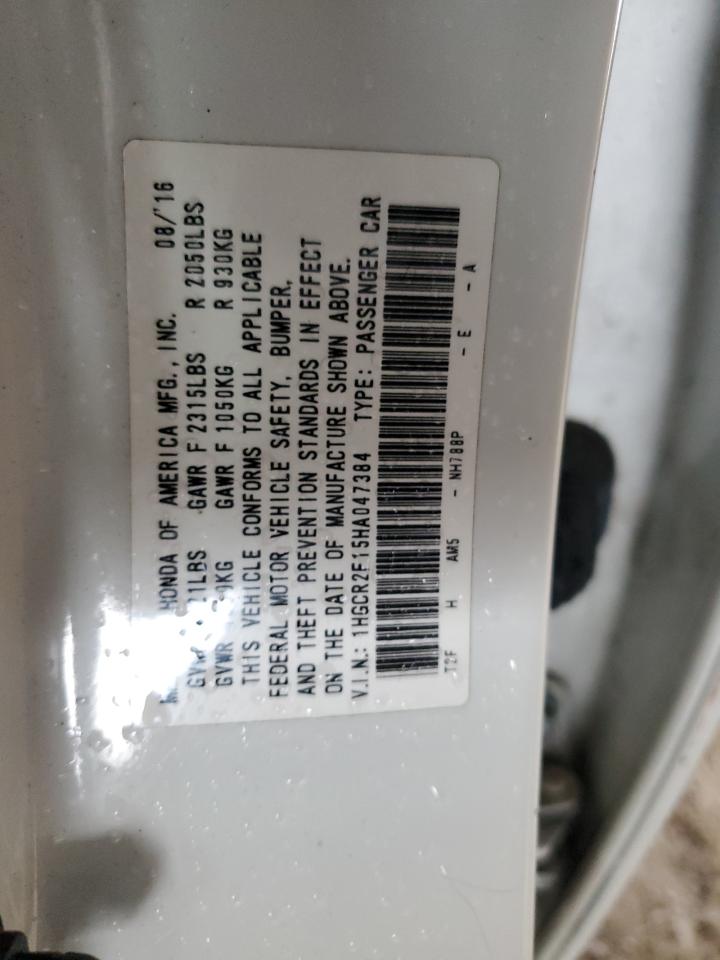 HONDA OF AMERICA MFG., INC. 08/'16
GAWR F 2315LBS R 2050LBS
GVWR GAWR F 1050KG R 930KG
THIS VEHICLE CONFORMS TO ALL APPLICABLE
FEDERAL MOTOR VEHICLE SAFETY, BUMPER,
AND THEFT PREVENTION STANDARDS IN EFFECT
ON THE DATE OF MANUFACTURE SHOWN ABOVE.
V.I.N.: 1HGCR2F15HA047384 TYPE: PASSENGER CAR
T2F H AM5 - NH788P - E - A